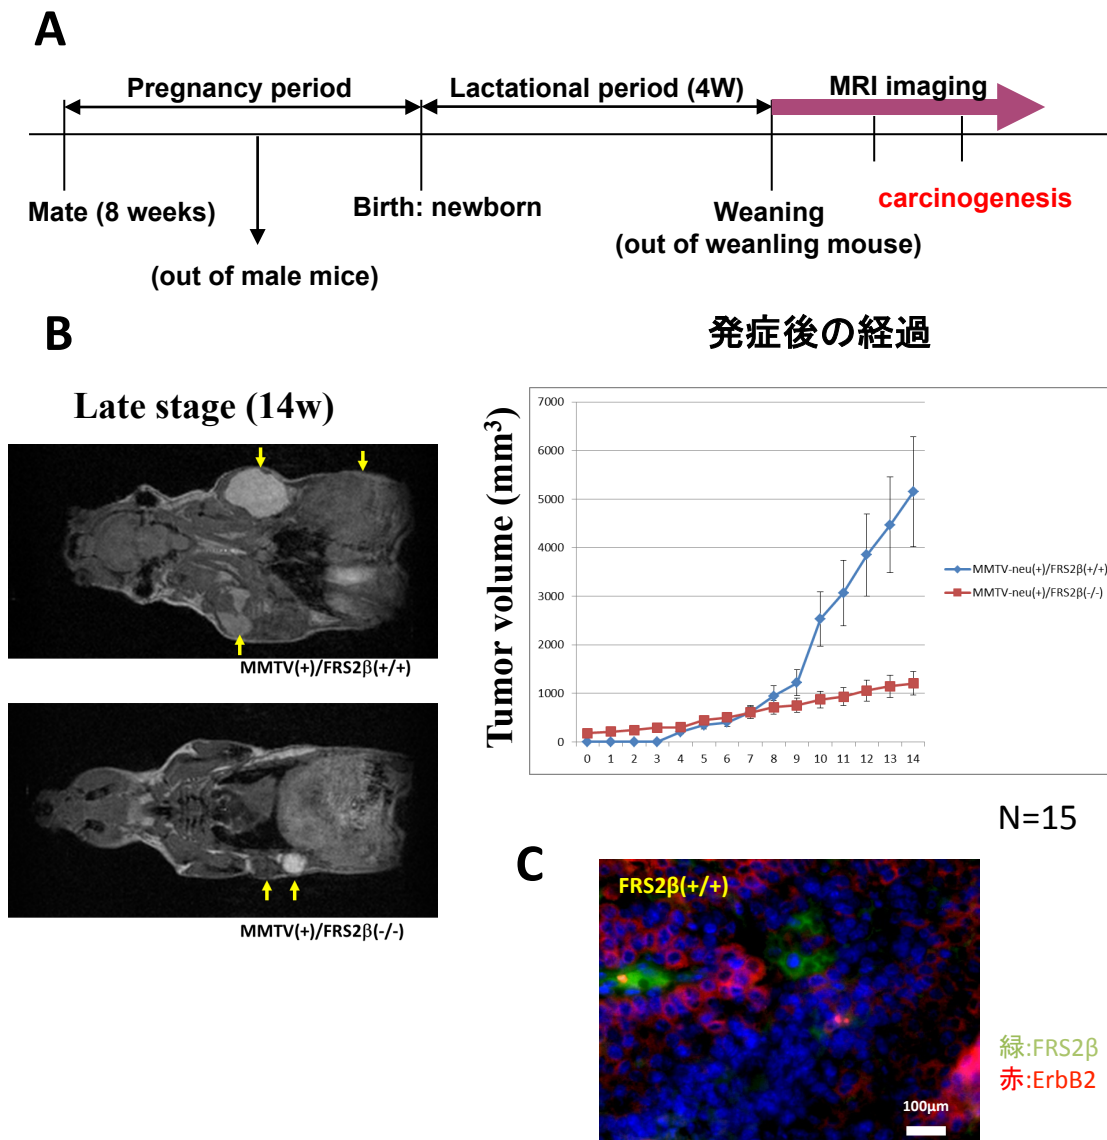 A
Pregnancy period
Lactational period (4W)
MRI imaging
Mate (8 weeks)
Birth: newborn
Weaning
(out of weanling mouse)
carcinogenesis
(out of male mice)
B
発症後の経過
Late stage (14w)
MMTV(+)/FRS2β(+/+)
MMTV(+)/FRS2β(-/-)
Tumor volume (mm³)
7000
6000
5000
4000
3000
2000
1000
0
0 1 2 3 4 5 6 7 8 9 10 11 12 13 14
MMTV-neu(+)/FRS2β(+/+)
MMTV-neu(+)/FRS2β(-/-)
N=15
C
FRS2β(+/+)
100μm
緑:FRS2β
赤:ErbB2